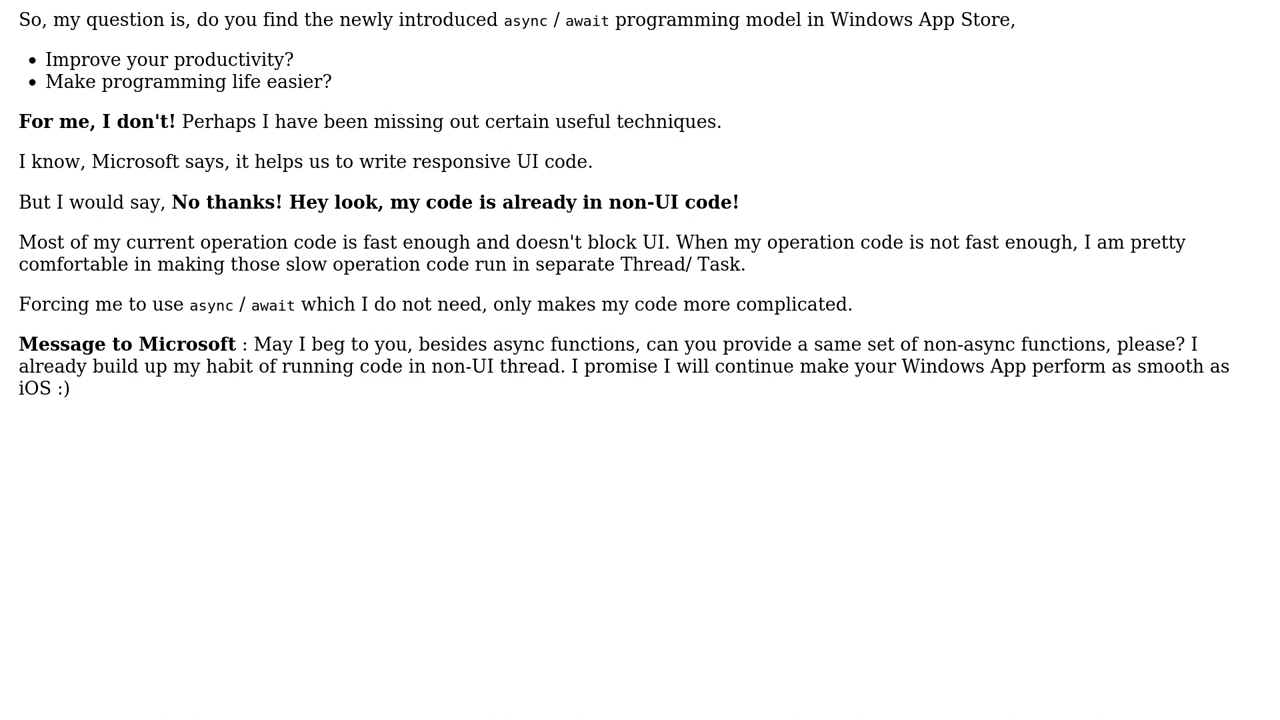 So, my question is, do you find the newly introduced async / await programming model in Windows App Store,
• Improve your productivity?
• Make programming life easier?
For me, I don't! Perhaps I have been missing out certain useful techniques.
I know, Microsoft says, it helps us to write responsive UI code.
But I would say, No thanks! Hey look, my code is already in non-UI code!
Most of my current operation code is fast enough and doesn't block UI. When my operation code is not fast enough, I am pretty
comfortable in making those slow operation code run in separate Thread/ Task.
Forcing me to use async / await which I do not need, only makes my code more complicated.
Message to Microsoft : May I beg to you, besides async functions, can you provide a same set of non-async functions, please? I
already build up my habit of running code in non-UI thread. I promise I will continue make your Windows App perform as smooth as
iOS :)